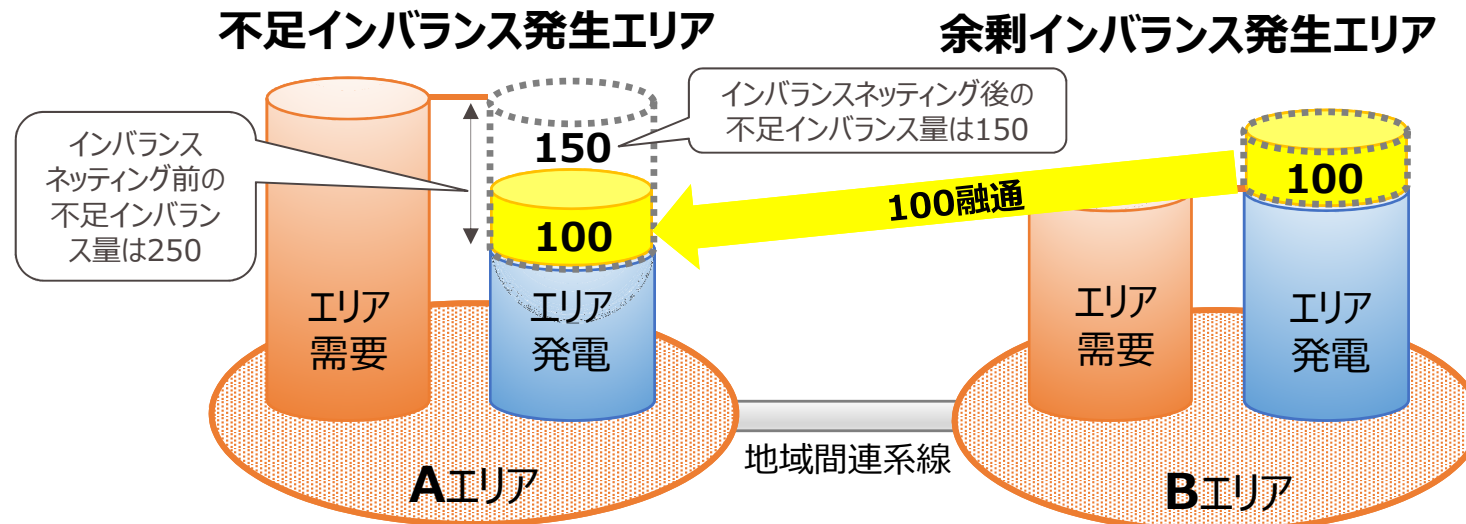 不足インバランス発生エリア
余剰インバランス発生エリア
インバランス
ネッティング前の
不足インバラン
ス量は250
150
インバランスネッティング後の
不足インバランス量は150
100
100融通
100
エリア
需要
エリア
発電
エリア
需要
エリア
発電
地域間連系線
Aエリア
Bエリア